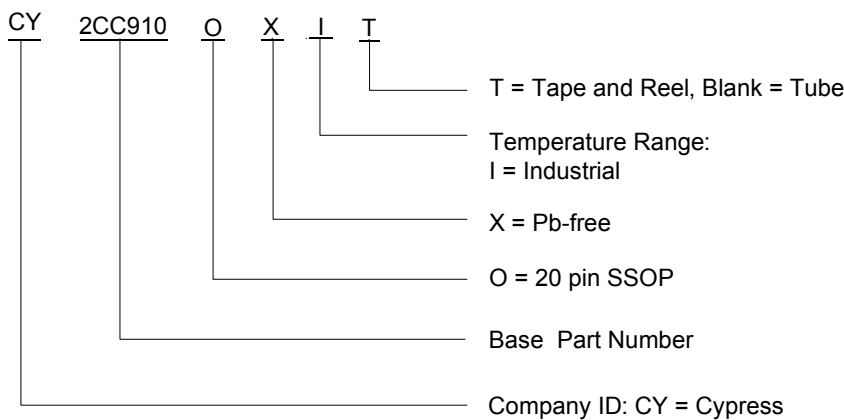 CY 2CC910 O X I T
T = Tape and Reel, Blank = Tube
Temperature Range:
I = Industrial
X = Pb-free
O = 20 pin SSOP
Base Part Number
Company ID: CY = Cypress